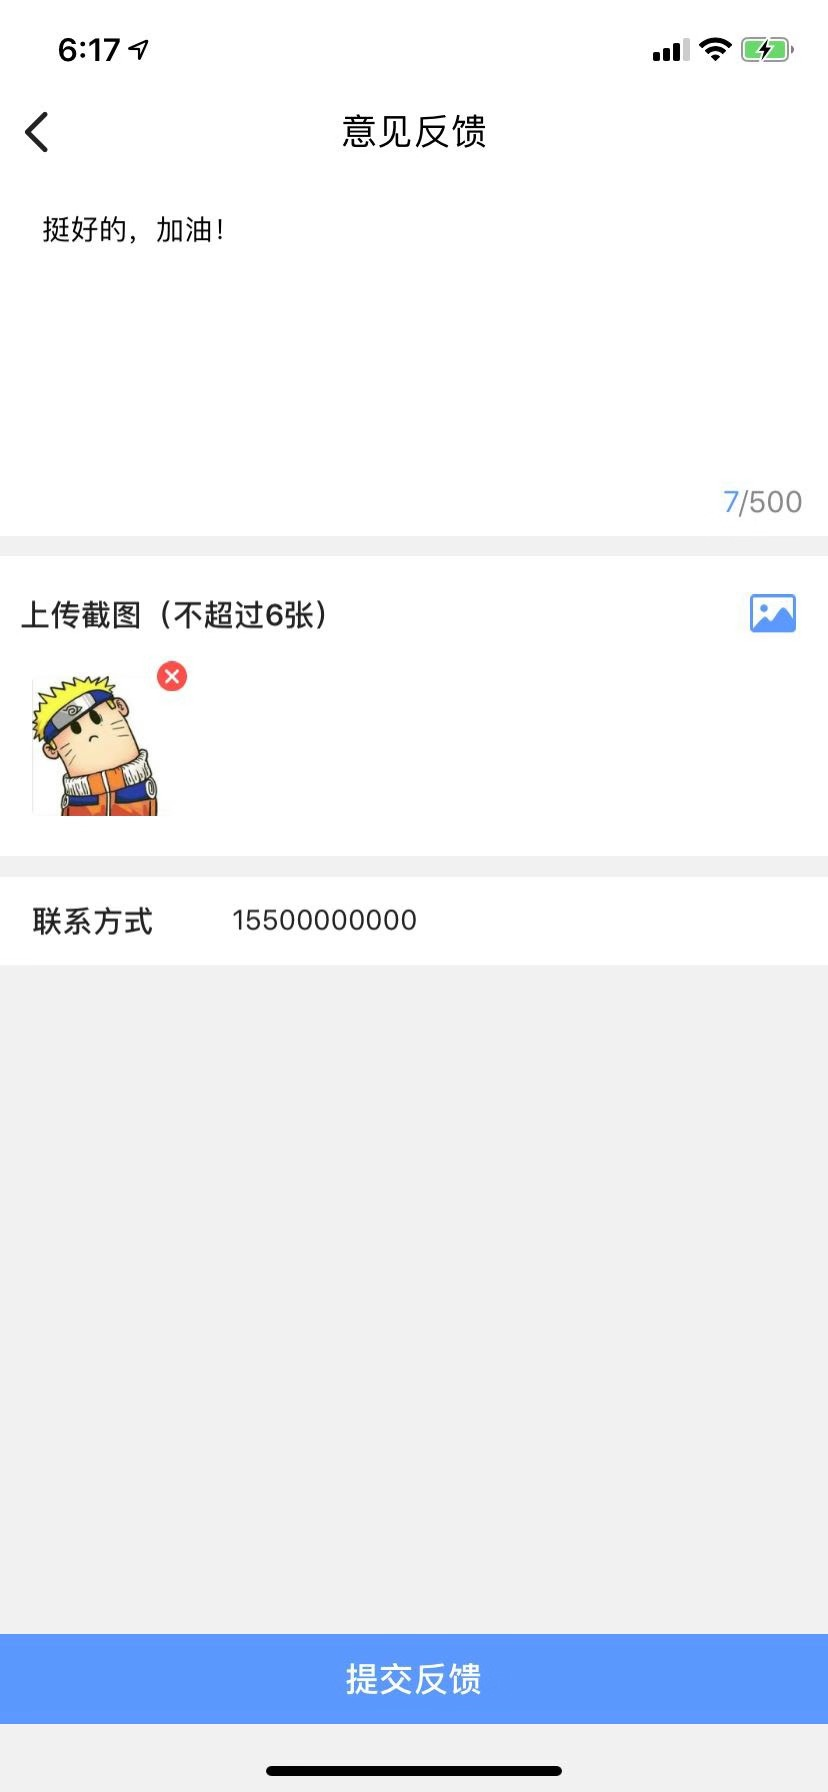 6:17
意见反馈
挺好的，加油！
7/500
上传截图（不超过6张）
联系方式 15500000000
提交反馈